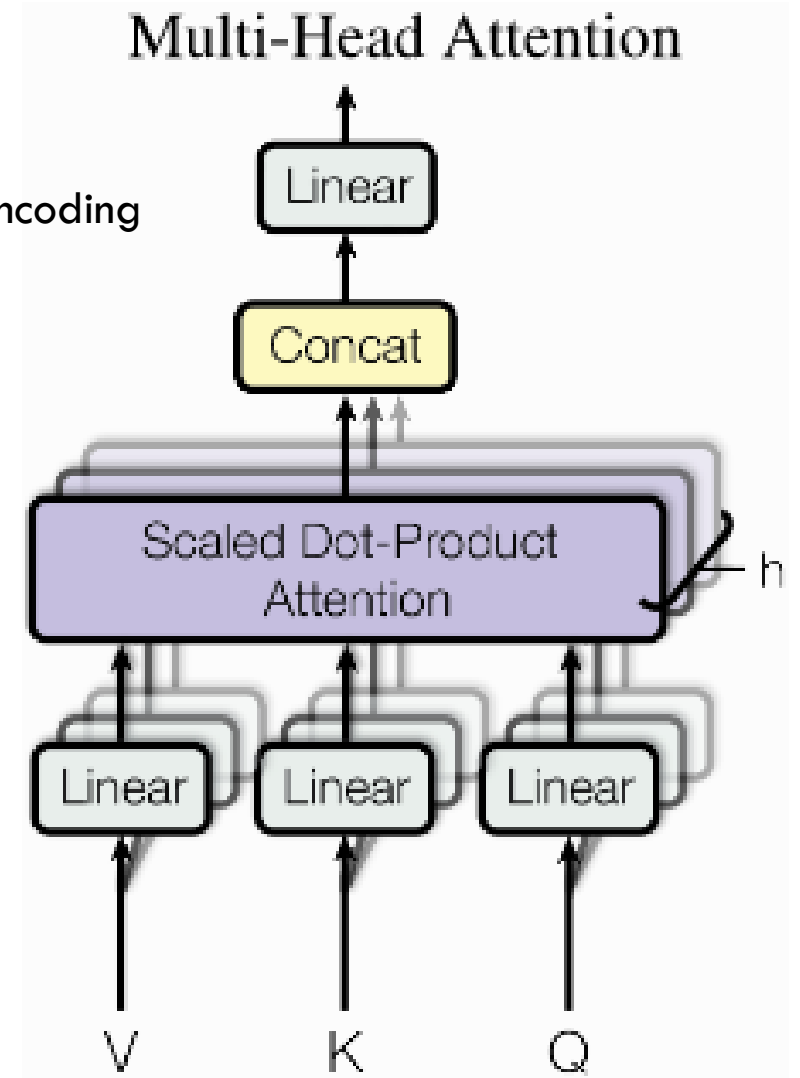 Multi-Head Attention
Linear
ncoding
Concat
Scaled Dot-Product
Attention
h
Linear Linear Linear
V K Q